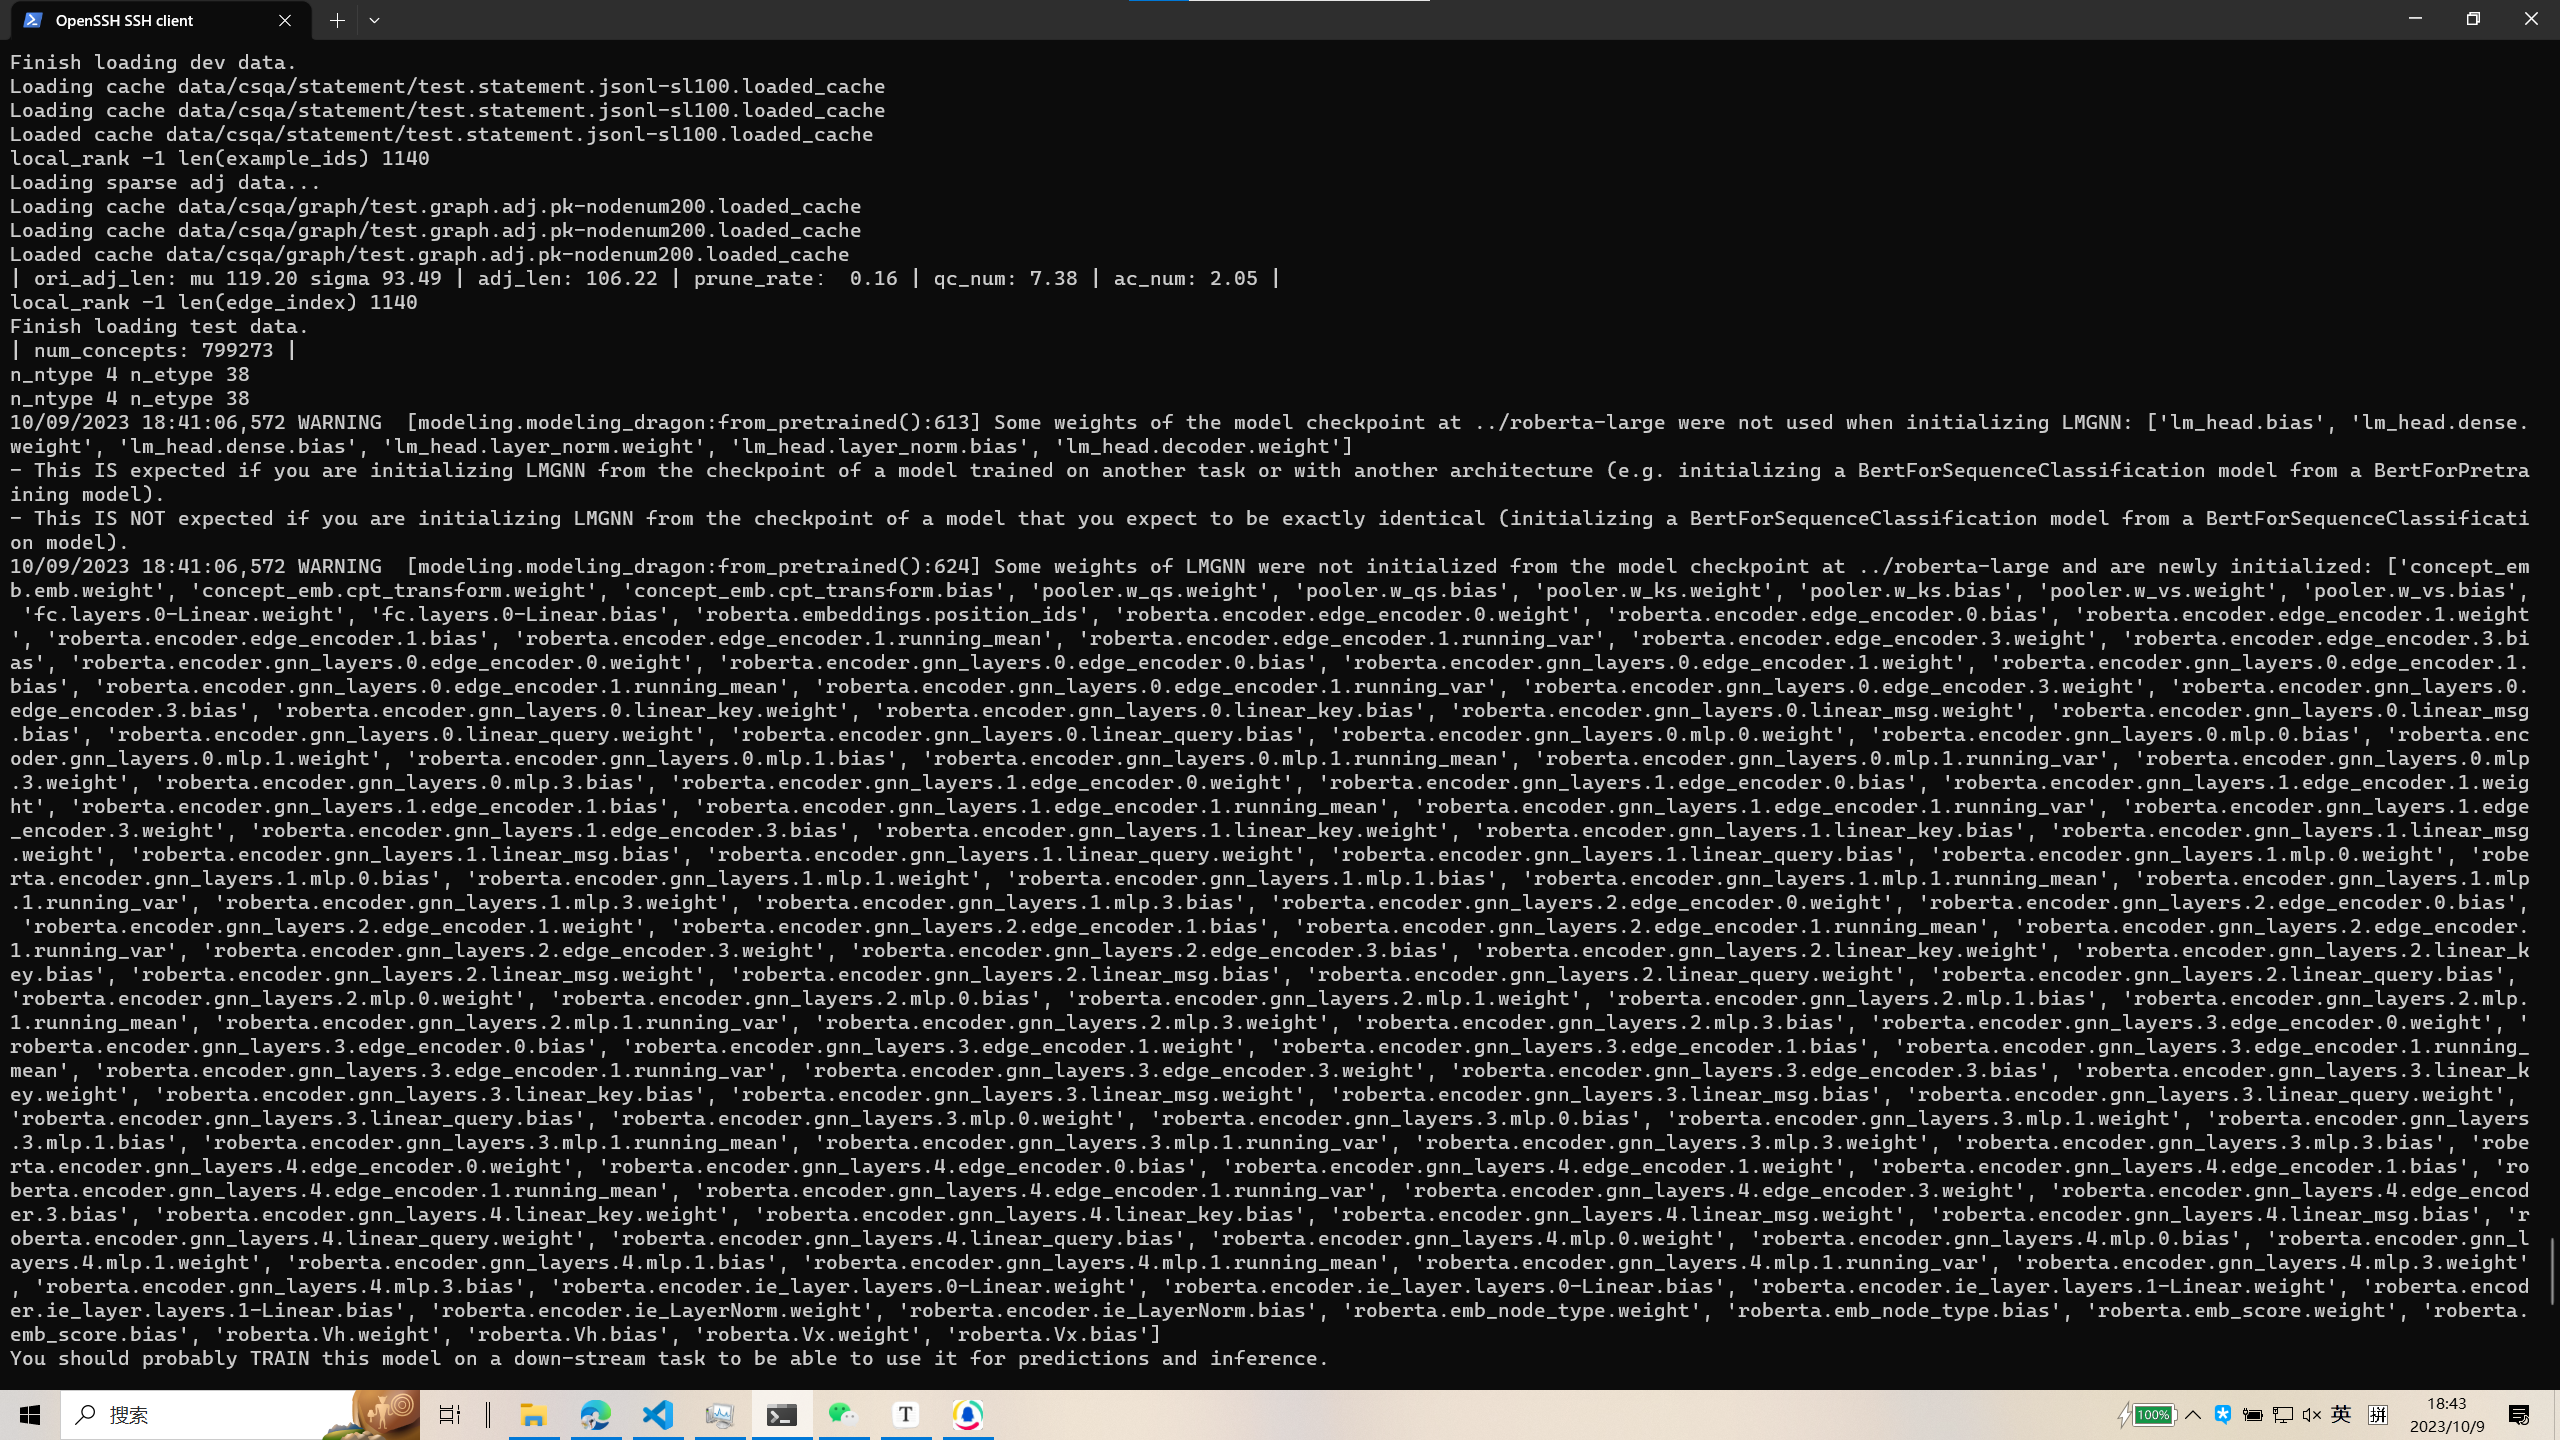 OpenSSH SSH client
Finish loading dev data.
Loading cache data/csqa/statement/test.statement.jsonl-sl100.loaded_cache
Loading cache data/csqa/statement/test.statement.jsonl-sl100.loaded_cache
Loaded cache data/csqa/statement/test.statement.jsonl-sl100.loaded_cache
local_rank -1 len(example_ids) 1140
Loading sparse adj data...
Loading cache data/csqa/graph/test.graph.adj.pk-nodenum200.loaded_cache
Loading cache data/csqa/graph/test.graph.adj.pk-nodenum200.loaded_cache
Loaded cache data/csqa/graph/test.graph.adj.pk-nodenum200.loaded_cache
| ori_adj_len: mu 119.20 sigma 93.49 | adj_len: 106.22 | prune_rate： 0.16 | qc_num: 7.38 | ac_num: 2.05 |
local_rank -1 len(edge_index) 1140
Finish loading test data.
| num_concepts: 799273 |
n_ntype 4 n_etype 38
n_ntype 4 n_etype 38
10/09/2023 18:41:06,572 WARNING  [modeling.modeling_dragon:from_pretrained():613] Some weights of the model checkpoint at ../roberta-large were not used when initializing LMGNN: ['lm_head.bias', 'lm_head.dense.
weight', 'lm_head.dense.bias', 'lm_head.layer_norm.weight', 'lm_head.layer_norm.bias', 'lm_head.decoder.weight']
- This IS expected if you are initializing LMGNN from the checkpoint of a model trained on another task or with another architecture (e.g. initializing a BertForSequenceClassification model from a BertForPretra
ining model).
- This IS NOT expected if you are initializing LMGNN from the checkpoint of a model that you expect to be exactly identical (initializing a BertForSequenceClassification model from a BertForSequenceClassificati
on model).
10/09/2023 18:41:06,572 WARNING  [modeling.modeling_dragon:from_pretrained():624] Some weights of LMGNN were not initialized from the model checkpoint at ../roberta-large and are newly initialized: ['concept_em
b.emb.weight', 'concept_emb.cpt_transform.weight', 'concept_emb.cpt_transform.bias', 'pooler.w_qs.weight', 'pooler.w_qs.bias', 'pooler.w_ks.weight', 'pooler.w_ks.bias', 'pooler.w_vs.weight', 'pooler.w_vs.bias',
 'fc.layers.0-Linear.weight', 'fc.layers.0-Linear.bias', 'roberta.embeddings.position_ids', 'roberta.encoder.edge_encoder.0.weight', 'roberta.encoder.edge_encoder.0.bias', 'roberta.encoder.edge_encoder.1.weight
', 'roberta.encoder.edge_encoder.1.bias', 'roberta.encoder.edge_encoder.1.running_mean', 'roberta.encoder.edge_encoder.1.running_var', 'roberta.encoder.edge_encoder.3.weight', 'roberta.encoder.edge_encoder.3.bi
as', 'roberta.encoder.gnn_layers.0.edge_encoder.0.weight', 'roberta.encoder.gnn_layers.0.edge_encoder.0.bias', 'roberta.encoder.gnn_layers.0.edge_encoder.1.weight', 'roberta.encoder.gnn_layers.0.edge_encoder.1.
bias', 'roberta.encoder.gnn_layers.0.edge_encoder.1.running_mean', 'roberta.encoder.gnn_layers.0.edge_encoder.1.running_var', 'roberta.encoder.gnn_layers.0.edge_encoder.3.weight', 'roberta.encoder.gnn_layers.0.
edge_encoder.3.bias', 'roberta.encoder.gnn_layers.0.linear_key.weight', 'roberta.encoder.gnn_layers.0.linear_key.bias', 'roberta.encoder.gnn_layers.0.linear_msg.weight', 'roberta.encoder.gnn_layers.0.linear_msg
.bias', 'roberta.encoder.gnn_layers.0.linear_query.weight', 'roberta.encoder.gnn_layers.0.linear_query.bias', 'roberta.encoder.gnn_layers.0.mlp.0.weight', 'roberta.encoder.gnn_layers.0.mlp.0.bias', 'roberta.enc
oder.gnn_layers.0.mlp.1.weight', 'roberta.encoder.gnn_layers.0.mlp.1.bias', 'roberta.encoder.gnn_layers.0.mlp.1.running_mean', 'roberta.encoder.gnn_layers.0.mlp.1.running_var', 'roberta.encoder.gnn_layers.0.mlp
.3.weight', 'roberta.encoder.gnn_layers.0.mlp.3.bias', 'roberta.encoder.gnn_layers.1.edge_encoder.0.weight', 'roberta.encoder.gnn_layers.1.edge_encoder.0.bias', 'roberta.encoder.gnn_layers.1.edge_encoder.1.weig
ht', 'roberta.encoder.gnn_layers.1.edge_encoder.1.bias', 'roberta.encoder.gnn_layers.1.edge_encoder.1.running_mean', 'roberta.encoder.gnn_layers.1.edge_encoder.1.running_var', 'roberta.encoder.gnn_layers.1.edge
_encoder.3.weight', 'roberta.encoder.gnn_layers.1.edge_encoder.3.bias', 'roberta.encoder.gnn_layers.1.linear_key.weight', 'roberta.encoder.gnn_layers.1.linear_key.bias', 'roberta.encoder.gnn_layers.1.linear_msg
.weight', 'roberta.encoder.gnn_layers.1.linear_msg.bias', 'roberta.encoder.gnn_layers.1.linear_query.weight', 'roberta.encoder.gnn_layers.1.linear_query.bias', 'roberta.encoder.gnn_layers.1.mlp.0.weight', 'robe
rta.encoder.gnn_layers.1.mlp.0.bias', 'roberta.encoder.gnn_layers.1.mlp.1.weight', 'roberta.encoder.gnn_layers.1.mlp.1.bias', 'roberta.encoder.gnn_layers.1.mlp.1.running_mean', 'roberta.encoder.gnn_layers.1.mlp
.1.running_var', 'roberta.encoder.gnn_layers.1.mlp.3.weight', 'roberta.encoder.gnn_layers.1.mlp.3.bias', 'roberta.encoder.gnn_layers.2.edge_encoder.0.weight', 'roberta.encoder.gnn_layers.2.edge_encoder.0.bias',
 'roberta.encoder.gnn_layers.2.edge_encoder.1.weight', 'roberta.encoder.gnn_layers.2.edge_encoder.1.bias', 'roberta.encoder.gnn_layers.2.edge_encoder.1.running_mean', 'roberta.encoder.gnn_layers.2.edge_encoder.
1.running_var', 'roberta.encoder.gnn_layers.2.edge_encoder.3.weight', 'roberta.encoder.gnn_layers.2.edge_encoder.3.bias', 'roberta.encoder.gnn_layers.2.linear_key.weight', 'roberta.encoder.gnn_layers.2.linear_k
ey.bias', 'roberta.encoder.gnn_layers.2.linear_msg.weight', 'roberta.encoder.gnn_layers.2.linear_msg.bias', 'roberta.encoder.gnn_layers.2.linear_query.weight', 'roberta.encoder.gnn_layers.2.linear_query.bias',
'roberta.encoder.gnn_layers.2.mlp.0.weight', 'roberta.encoder.gnn_layers.2.mlp.0.bias', 'roberta.encoder.gnn_layers.2.mlp.1.weight', 'roberta.encoder.gnn_layers.2.mlp.1.bias', 'roberta.encoder.gnn_layers.2.mlp.
1.running_mean', 'roberta.encoder.gnn_layers.2.mlp.1.running_var', 'roberta.encoder.gnn_layers.2.mlp.3.weight', 'roberta.encoder.gnn_layers.2.mlp.3.bias', 'roberta.encoder.gnn_layers.3.edge_encoder.0.weight', '
roberta.encoder.gnn_layers.3.edge_encoder.0.bias', 'roberta.encoder.gnn_layers.3.edge_encoder.1.weight', 'roberta.encoder.gnn_layers.3.edge_encoder.1.bias', 'roberta.encoder.gnn_layers.3.edge_encoder.1.running_
mean', 'roberta.encoder.gnn_layers.3.edge_encoder.1.running_var', 'roberta.encoder.gnn_layers.3.edge_encoder.3.weight', 'roberta.encoder.gnn_layers.3.edge_encoder.3.bias', 'roberta.encoder.gnn_layers.3.linear_k
ey.weight', 'roberta.encoder.gnn_layers.3.linear_key.bias', 'roberta.encoder.gnn_layers.3.linear_msg.weight', 'roberta.encoder.gnn_layers.3.linear_msg.bias', 'roberta.encoder.gnn_layers.3.linear_query.weight',
'roberta.encoder.gnn_layers.3.linear_query.bias', 'roberta.encoder.gnn_layers.3.mlp.0.weight', 'roberta.encoder.gnn_layers.3.mlp.0.bias', 'roberta.encoder.gnn_layers.3.mlp.1.weight', 'roberta.encoder.gnn_layers
.3.mlp.1.bias', 'roberta.encoder.gnn_layers.3.mlp.1.running_mean', 'roberta.encoder.gnn_layers.3.mlp.1.running_var', 'roberta.encoder.gnn_layers.3.mlp.3.weight', 'roberta.encoder.gnn_layers.3.mlp.3.bias', 'robe
rta.encoder.gnn_layers.4.edge_encoder.0.weight', 'roberta.encoder.gnn_layers.4.edge_encoder.0.bias', 'roberta.encoder.gnn_layers.4.edge_encoder.1.weight', 'roberta.encoder.gnn_layers.4.edge_encoder.1.bias', 'ro
berta.encoder.gnn_layers.4.edge_encoder.1.running_mean', 'roberta.encoder.gnn_layers.4.edge_encoder.1.running_var', 'roberta.encoder.gnn_layers.4.edge_encoder.3.weight', 'roberta.encoder.gnn_layers.4.edge_encod
er.3.bias', 'roberta.encoder.gnn_layers.4.linear_key.weight', 'roberta.encoder.gnn_layers.4.linear_key.bias', 'roberta.encoder.gnn_layers.4.linear_msg.weight', 'roberta.encoder.gnn_layers.4.linear_msg.bias', 'r
oberta.encoder.gnn_layers.4.linear_query.weight', 'roberta.encoder.gnn_layers.4.linear_query.bias', 'roberta.encoder.gnn_layers.4.mlp.0.weight', 'roberta.encoder.gnn_layers.4.mlp.0.bias', 'roberta.encoder.gnn_l
ayers.4.mlp.1.weight', 'roberta.encoder.gnn_layers.4.mlp.1.bias', 'roberta.encoder.gnn_layers.4.mlp.1.running_mean', 'roberta.encoder.gnn_layers.4.mlp.1.running_var', 'roberta.encoder.gnn_layers.4.mlp.3.weight'
, 'roberta.encoder.gnn_layers.4.mlp.3.bias', 'roberta.encoder.ie_layer.layers.0-Linear.weight', 'roberta.encoder.ie_layer.layers.0-Linear.bias', 'roberta.encoder.ie_layer.layers.1-Linear.weight', 'roberta.encod
er.ie_layer.layers.1-Linear.bias', 'roberta.encoder.ie_LayerNorm.weight', 'roberta.encoder.ie_LayerNorm.bias', 'roberta.emb_node_type.weight', 'roberta.emb_node_type.bias', 'roberta.emb_score.weight', 'roberta.
emb_score.bias', 'roberta.Vh.weight', 'roberta.Vh.bias', 'roberta.Vx.weight', 'roberta.Vx.bias']
You should probably TRAIN this model on a down-stream task to be able to use it for predictions and inference.
搜索
T
100%
英
拼
18:43
2023/10/9